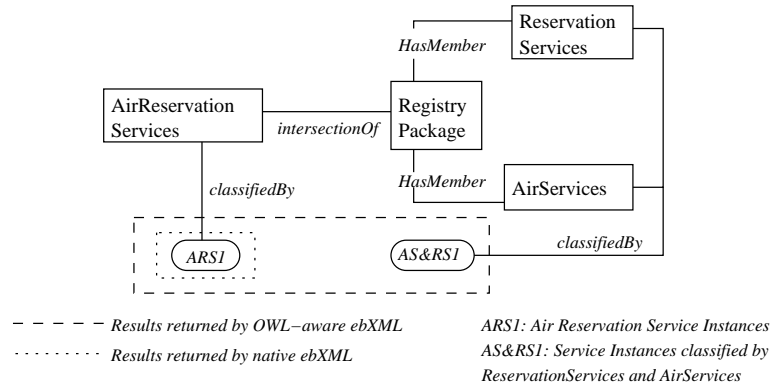 Reservation
Services
HasMember
AirReservation
Services
Registry
Package
intersectionOf
HasMember
AirServices
classifiedBy
classifiedBy
ARS1
AS&RS1
Results returned by OWL−aware ebXML
Results returned by native ebXML
ARS1: Air Reservation Service Instances
AS&RS1: Service Instances classified by
ReservationServices and AirServices